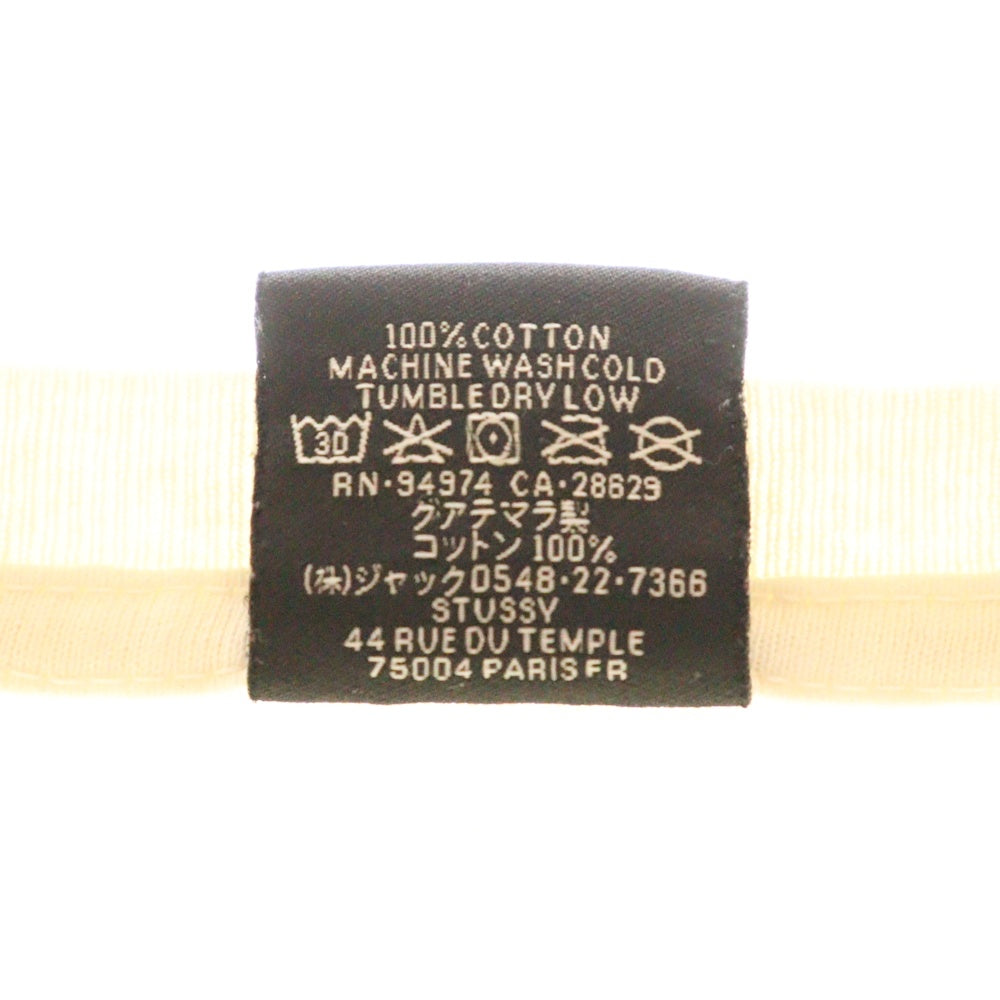 100% COTTON
MACHINE WASH COLD
TUMBLE DRY LOW
30
RN·94974 CA·28629
グアテマラ製
コットン 100%
(株)ジャック0548·22·7366
STUSSY
44 RUE DU TEMPLE
75004 PARIS FR